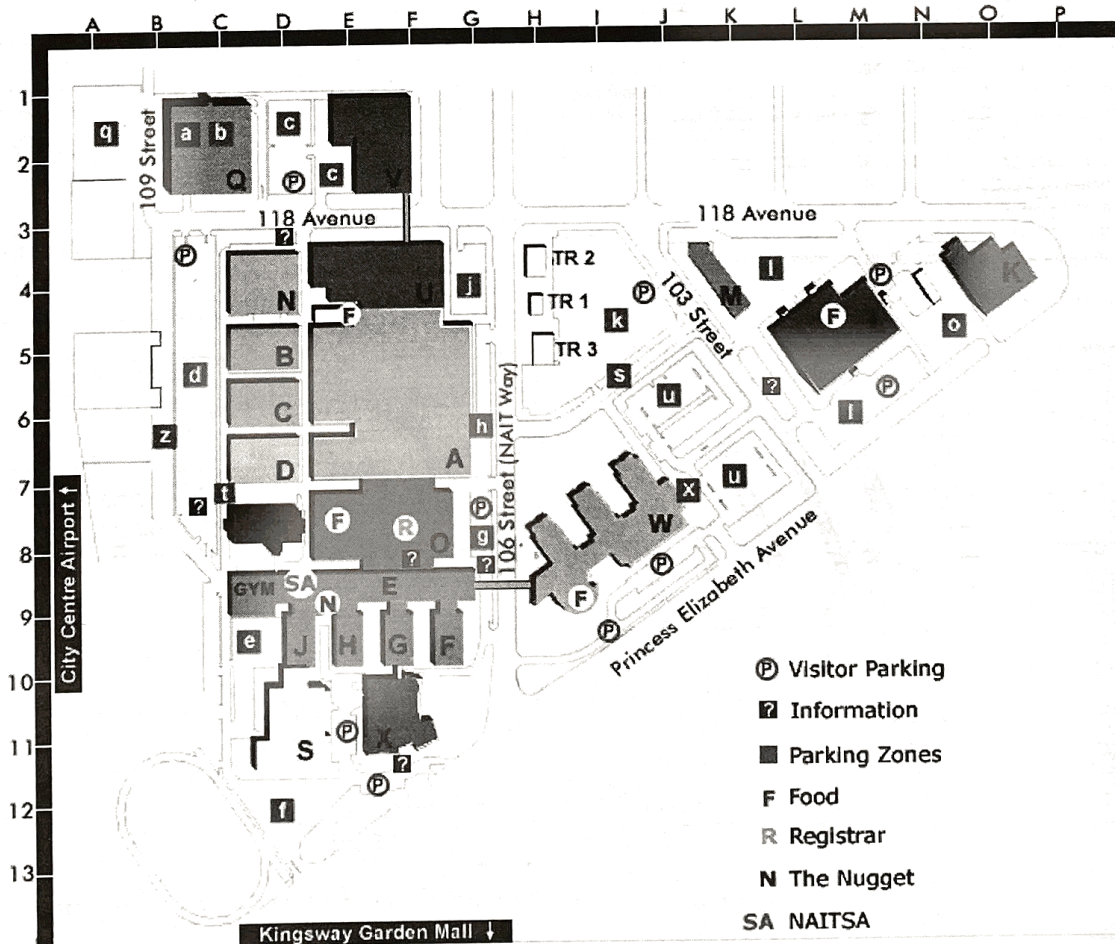 A B C D E F G H I J K L M N O P
1
q
109 Street
a b
c
2
Q
P
c
V
3
118 Avenue
118 Avenue
?
P
TR 2
l
P
K
N
U
j
P
M
4
F
TR 1
k
103 Street
F
o
B
TR 3
5
d
s
u
?
P
C
l
6
z
h
A
D
106 Street (NAIT Way)
7
t
?
P
x
u
F
R
W
O
g
8
?
?
P
GYM
SA
E
N
F
9
e
J
H
G
F
P
Princess Elizabeth Avenue
City Centre Airport ↑
10
P Visitor Parking
? Information
P
X
11
S
?
Parking Zones
P
12
f
F Food
R Registrar
13
N The Nugget
SA NAITSA
Kingsway Garden Mall ↓